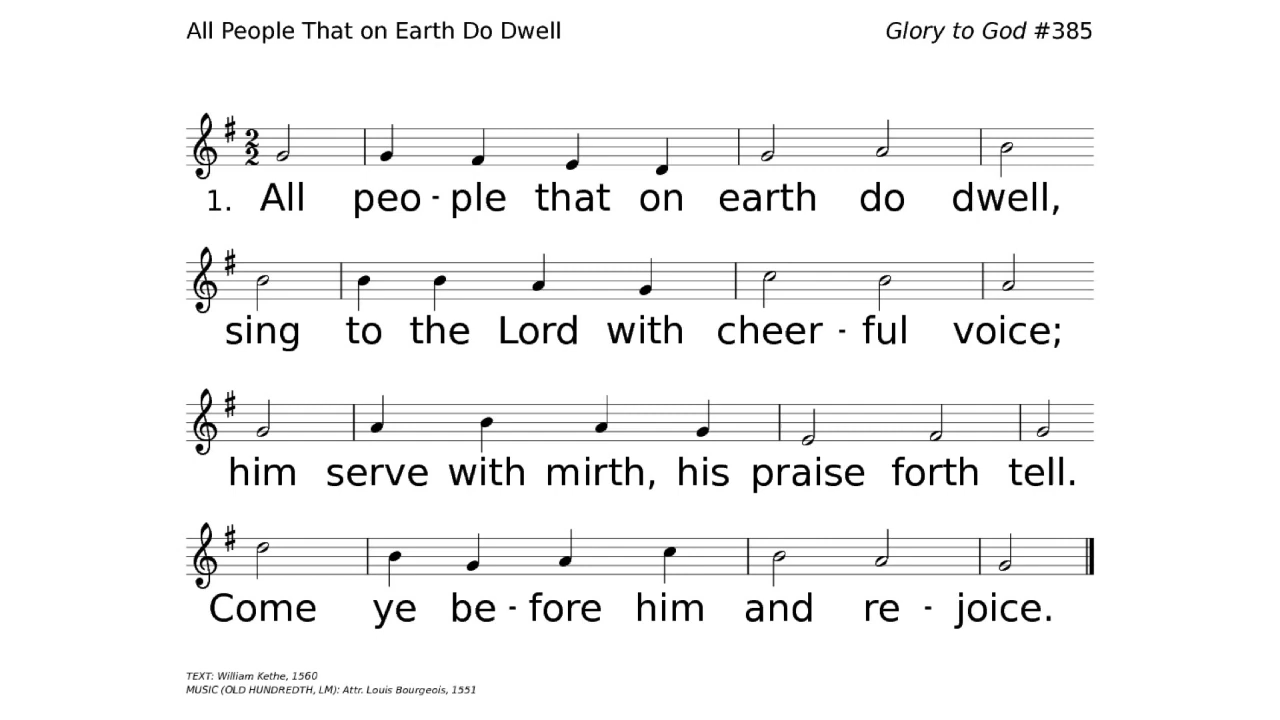 All People That on Earth Do Dwell
Glory to God #385
1. All peo - ple that on earth do dwell,
sing to the Lord with cheer - ful voice;
him serve with mirth, his praise forth tell.
Come ye be - fore him and re - joice.
TEXT: William Kethe, 1560
MUSIC (OLD HUNDREDTH, LM): Attr. Louis Bourgeois, 1551